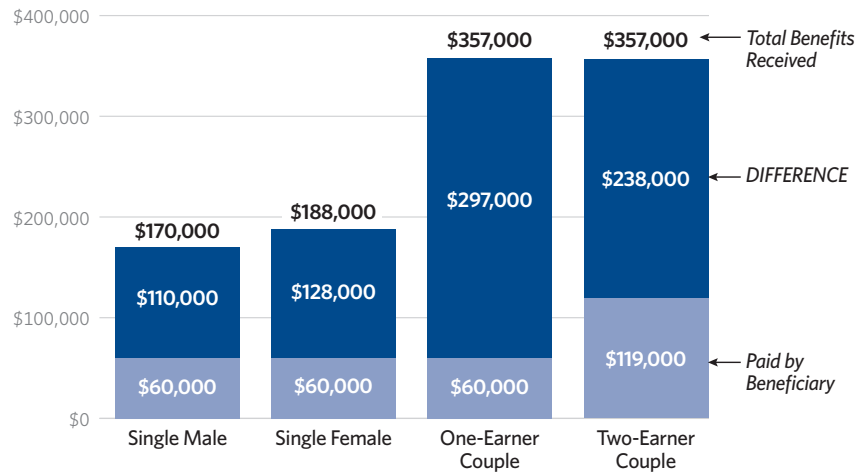 $400,000
$300,000
$200,000
$100,000
$0
$170,000
$110,000
$60,000
Single Male
$188,000
$128,000
$60,000
Single Female
$357,000
$297,000
$60,000
One-Earner
Couple
$357,000
$238,000
$119,000
Two-Earner
Couple
Total Benefits
Received
DIFFERENCE
Paid by
Beneficiary